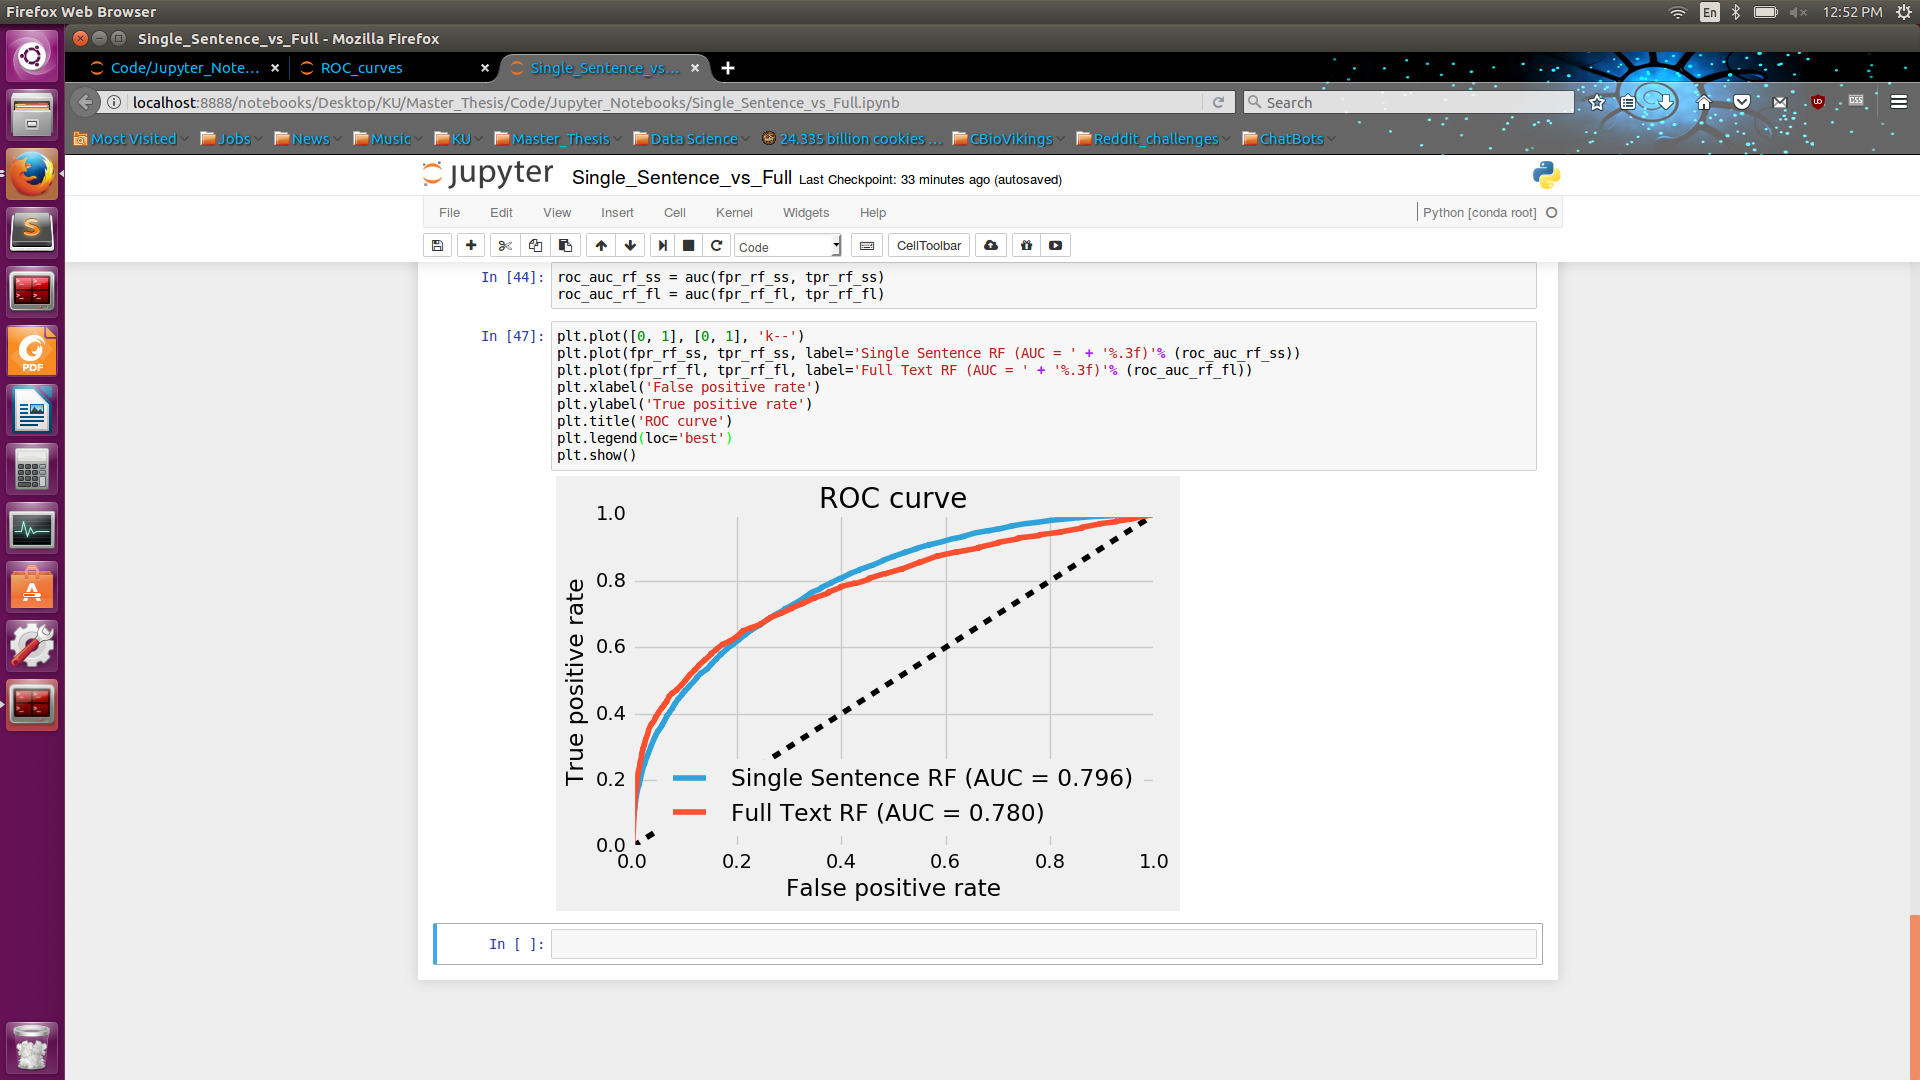 Firefox Web Browser
En
12:52 PM
Single_Sentence_vs_Full - Mozilla Firefox
Code/Jupyter_Note...
ROC_curves
Single_Sentence_vs...
localhost:8888/notebooks/Desktop/KU/Master_Thesis/Code/Jupyter_Notebooks/Single_Sentence_vs_Full.ipynb
Search
CSS
Most Visited
Jobs
News
Music
KU
Master_Thesis
Data Science
24.335 billion cookies ...
CBioVikings
Reddit_challenges
ChatBots
jupyter
Single_Sentence_vs_Full Last Checkpoint: 33 minutes ago (autosaved)
File Edit View Insert Cell Kernel Widgets Help
Python [conda root]
Code
CellToolbar
In [44]:
roc_auc_rf_ss = auc(fpr_rf_ss, tpr_rf_ss)
roc_auc_rf_fl = auc(fpr_rf_fl, tpr_rf_fl)
In [47]:
plt.plot([0, 1], [0, 1], 'k--')
plt.plot(fpr_rf_ss, tpr_rf_ss, label='Single Sentence RF (AUC = ' + '%.3f)'% (roc_auc_rf_ss))
plt.plot(fpr_rf_fl, tpr_rf_fl, label='Full Text RF (AUC = ' + '%.3f)'% (roc_auc_rf_fl))
plt.xlabel('False positive rate')
plt.ylabel('True positive rate')
plt.title('ROC curve')
plt.legend(loc='best')
plt.show()
ROC curve
True positive rate
1.0
0.8
0.6
0.4
0.2
0.0
Single Sentence RF (AUC = 0.796)
Full Text RF (AUC = 0.780)
0.0 0.2 0.4 0.6 0.8 1.0
False positive rate
In [ ]:
PDF